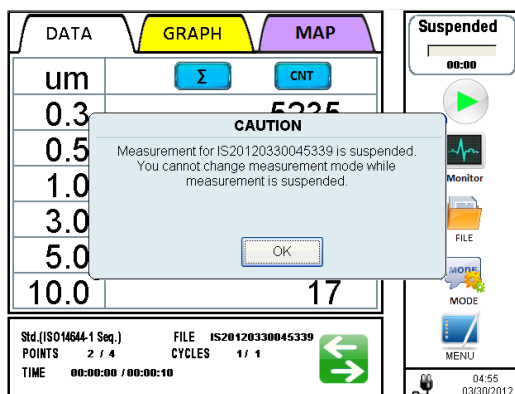 DATA
GRAPH
MAP
um
Σ
CNT
0.3
5235
0.5
1.0
3.0
5.0
10.0
17
CAUTION
Measurement for IS20120330045339 is suspended.
You cannot change measurement mode while
measurement is suspended.
OK
Std.(ISO14644-1 Seq.)
FILE IS20120330045339
POINTS 2 / 4
CYCLES 1/ 1
TIME 00:00:00 / 00:00:10
Suspended
00:00
Monitor
FILE
MODE
MODE
MENU
04:55
03/30/2012